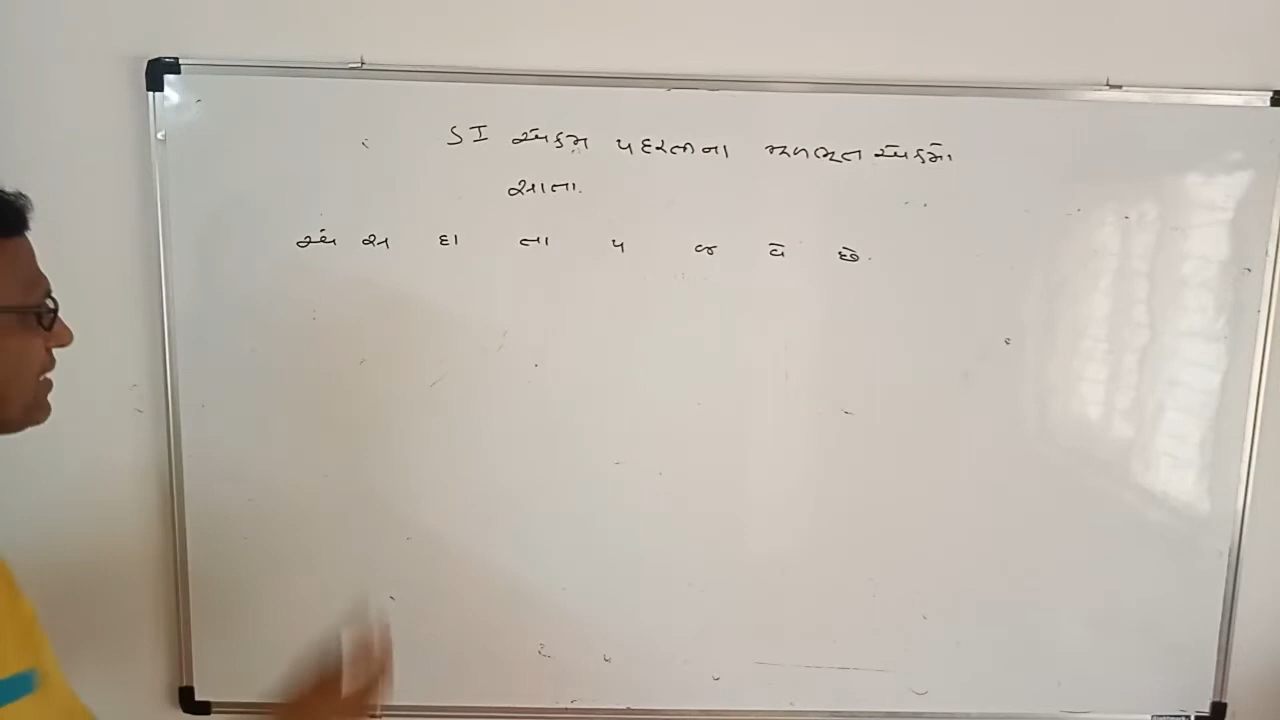 SI એકમ પદ્ધતિના મૂળભૂત એકમો
સાતા.
અં અ દા તા પ જ વ છે.